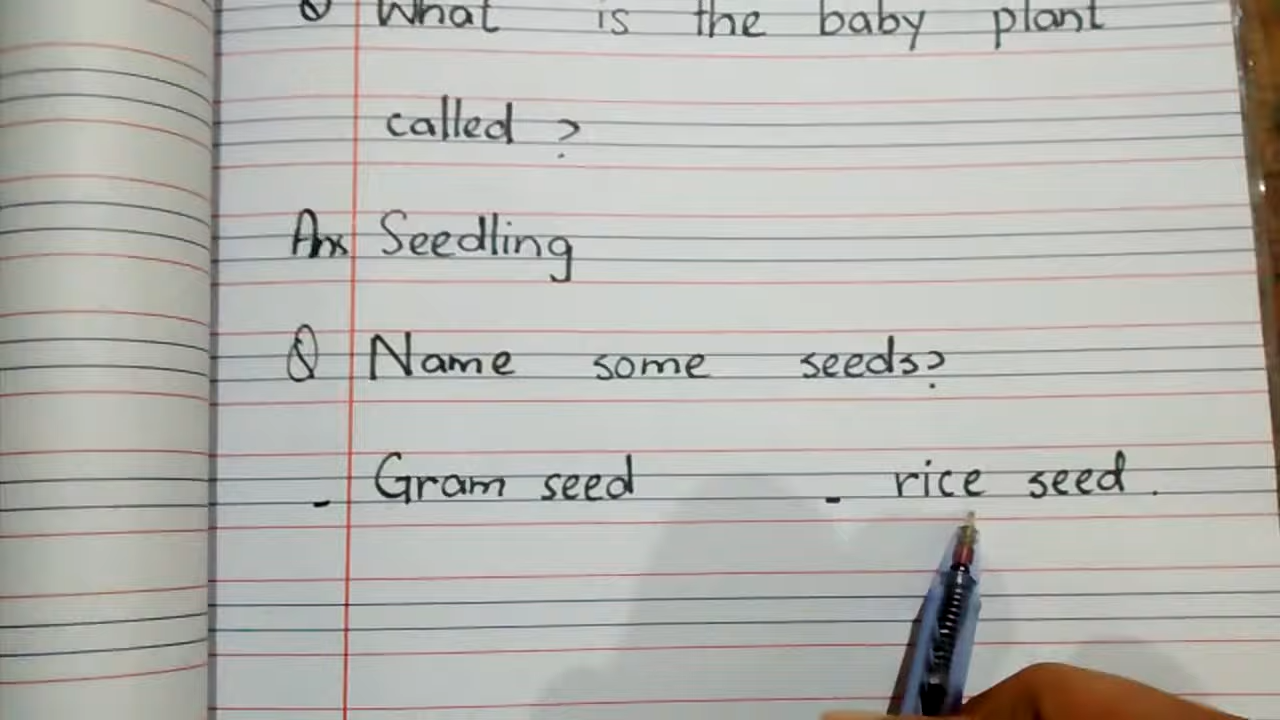 Q What is the baby plant
called ?
Ans Seedling
Q Name some seeds?
- Gram seed - rice seed.